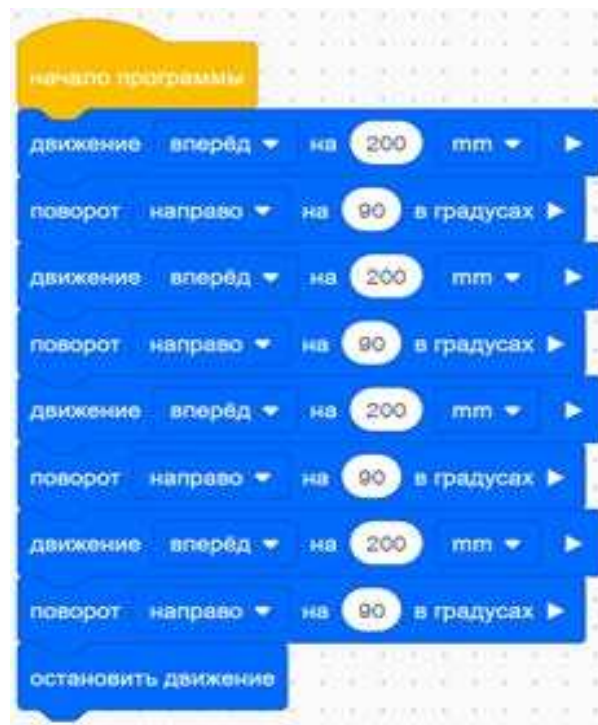 начало программы
движение вперёд на 200 mm
поворот направо на 90 в градусах
движение вперёд на 200 mm
поворот направо на 90 в градусах
движение вперёд на 200 mm
поворот направо на 90 в градусах
движение вперёд на 200 mm
поворот направо на 90 в градусах
остановить движение